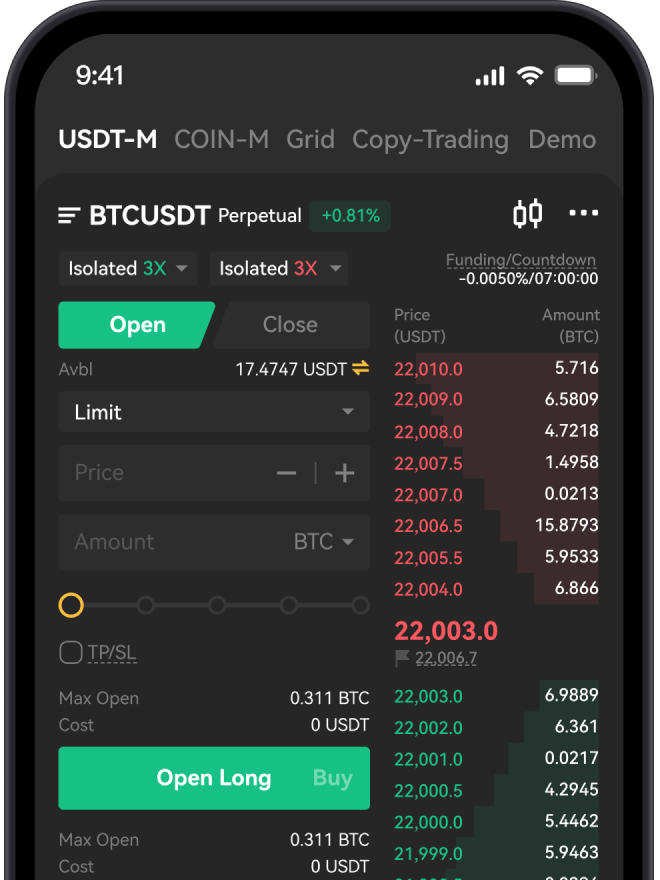 9:41
USDT-M COIN-M Grid Copy-Trading Demo
BTCUSDT Perpetual +0.81%
Isolated 3X Isolated 3X
Funding/Countdown
-0.0050%/07:00:00
Open Close
Price (USDT) Amount (BTC)
Avbl 17.4747 USDT
Limit
Price
Amount BTC
TP/SL
Max Open 0.311 BTC
Cost 0 USDT
Open Long Buy
Max Open 0.311 BTC
Cost 0 USDT
22,010.0 5.716
22,009.0 6.5809
22,008.0 4.7218
22,007.5 1.4958
22,007.0 0.0213
22,006.5 15.8793
22,005.5 5.9533
22,004.0 6.866
22,003.0
22,006.7
22,003.0 6.9889
22,002.0 6.361
22,001.0 0.0217
22,000.5 4.2945
22,000.0 5.4462
21,999.0 5.9463